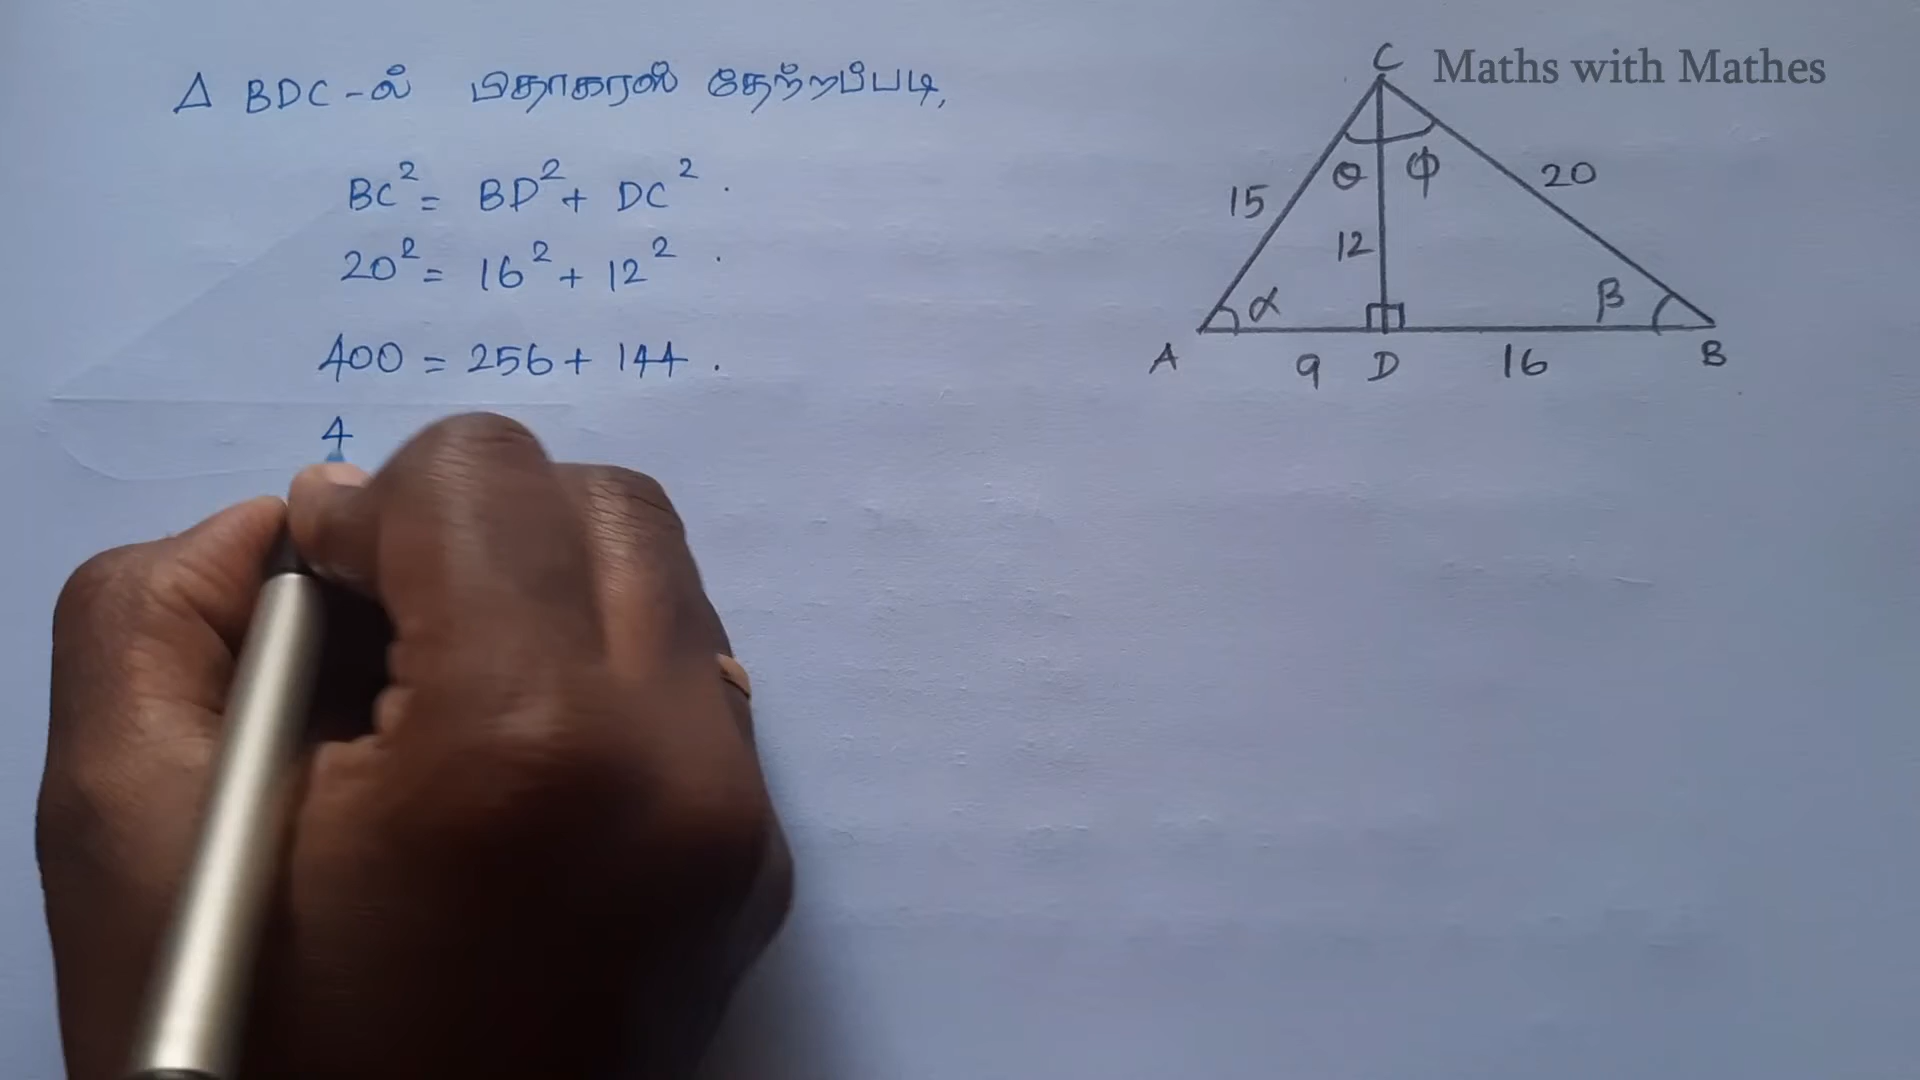 Δ BDC-ல் பிதாகரஸ் தேற்றப்படி,
BC² = BD² + DC² .
20² = 16² + 12² .
400 = 256 + 144 .
4
Maths with Mathes
C
θ ϕ
15
20
12
α
β
A
9
D
16
B